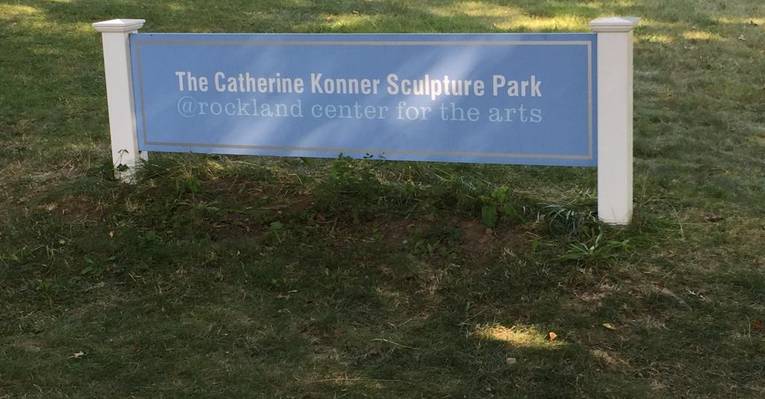 The Catherine Konner Sculpture Park
@rockland center for the arts